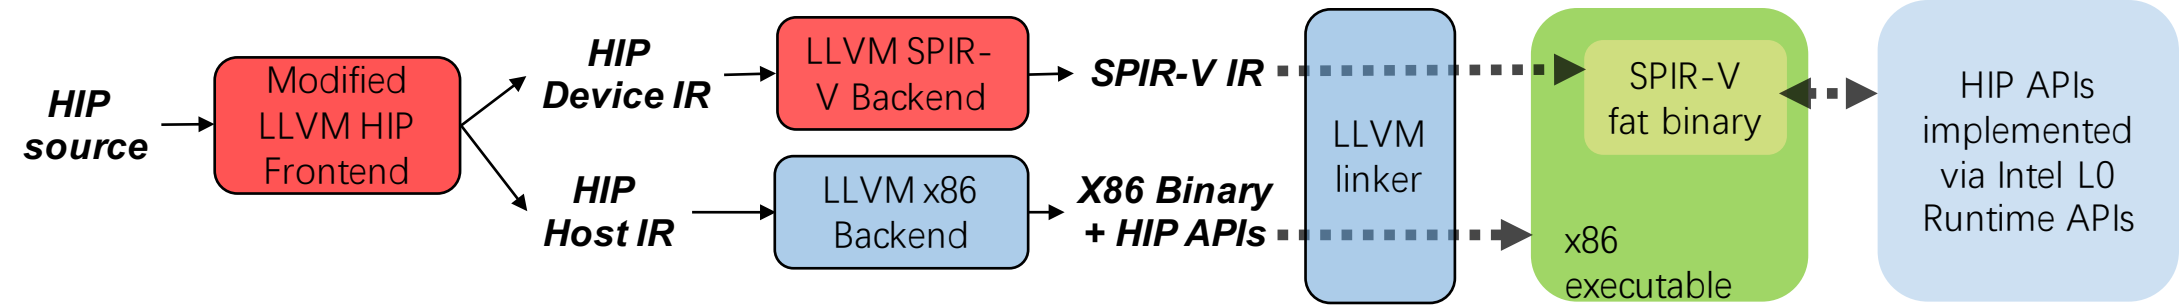 HIP
source
Modified
LLVM HIP
Frontend
HIP
Device IR
LLVM SPIR-
V Backend
SPIR-V IR
HIP
Host IR
LLVM x86
Backend
X86 Binary
+ HIP APIs
LLVM
linker
SPIR-V
fat binary
x86
executable
HIP APIs
implemented
via Intel L0
Runtime APIs